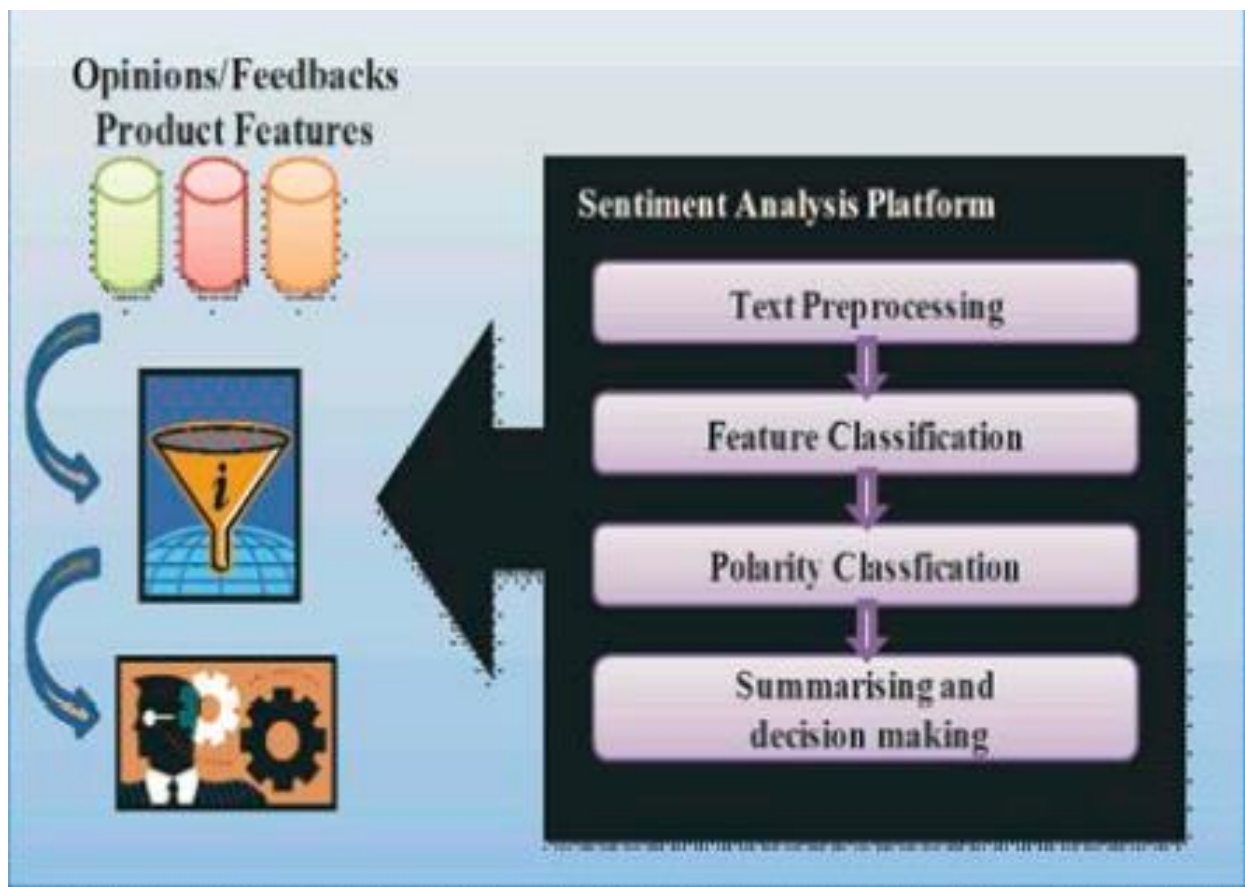 Opinions/Feedbacks
Product Features
i
Sentiment Analysis Platform
Text Preprocessing
Feature Classification
Polarity Classfication
Summarising and
decision making